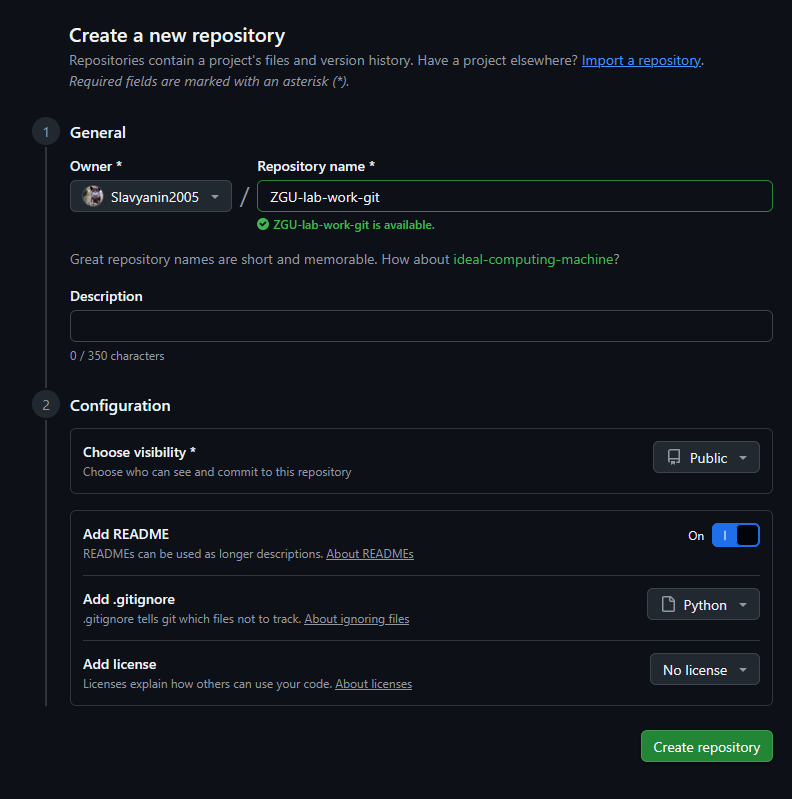 Create a new repository
Repositories contain a project's files and version history. Have a project elsewhere? Import a repository.
Required fields are marked with an asterisk (*).
1
General
Owner *
Repository name *
Slavyanin2005
/
ZGU-lab-work-git
ZGU-lab-work-git is available.
Great repository names are short and memorable. How about ideal-computing-machine?
Description
0 / 350 characters
2
Configuration
Choose visibility *
Choose who can see and commit to this repository
Public
Add README
READMEs can be used as longer descriptions. About READMEs
On
Add .gitignore
.gitignore tells git which files not to track. About ignoring files
Python
Add license
Licenses explain how others can use your code. About licenses
No license
Create repository